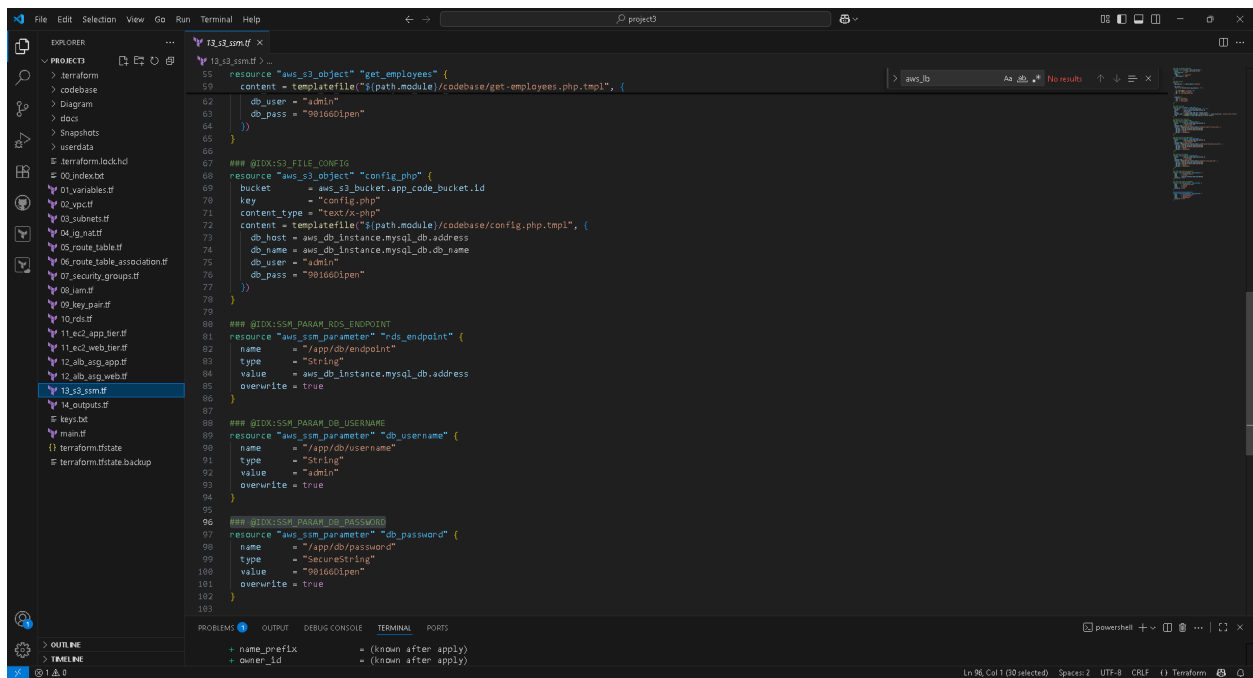 File Edit Selection View Go Run Terminal Help
project3
EXPLORER
PROJECT3
.terraform
codebase
Diagram
docs
Snapshots
userdata
.terraform.lock.hcl
00_index.txt
01_variables.tf
02_vpc.tf
03_subnets.tf
04_ig_nat.tf
05_route_table.tf
06_route_table_association.tf
07_security_groups.tf
08_iam.tf
09_key_pair.tf
10_rds.tf
11_ec2_app_tier.tf
11_ec2_web_tier.tf
12_alb_asg_app.tf
12_alb_asg_web.tf
13_s3_ssm.tf
14_outputs.tf
keys.txt
main.tf
terraform.tfstate
terraform.tfstate.backup
OUTLINE
TIMELINE
13_s3_ssm.tf
13_s3_ssm.tf > ...
aws_lb Aa ab .* No results
55 resource "aws_s3_object" "get_employees" {
59 content = templatefile("${path.module}/codebase/get-employees.php.tmpl", {
62 db_user = "admin"
63 db_pass = "90166Dipen"
64 })
65 }
66
67 ### @IDX:S3_FILE_CONFIG
68 resource "aws_s3_object" "config_php" {
69 bucket = aws_s3_bucket.app_code_bucket.id
70 key = "config.php"
71 content_type = "text/x-php"
72 content = templatefile("${path.module}/codebase/config.php.tmpl", {
73 db_host = aws_db_instance.mysql_db.address
74 db_name = aws_db_instance.mysql_db.db_name
75 db_user = "admin"
76 db_pass = "90166Dipen"
77 })
78 }
79
80 ### @IDX:SSM_PARAM_RDS_ENDPOINT
81 resource "aws_ssm_parameter" "rds_endpoint" {
82 name = "/app/db/endpoint"
83 type = "String"
84 value = aws_db_instance.mysql_db.address
85 overwrite = true
86 }
87
88 ### @IDX:SSM_PARAM_DB_USERNAME
89 resource "aws_ssm_parameter" "db_username" {
90 name = "/app/db/username"
91 type = "String"
92 value = "admin"
93 overwrite = true
94 }
95
96 ### @IDX:SSM_PARAM_DB_PASSWORD
97 resource "aws_ssm_parameter" "db_password" {
98 name = "/app/db/password"
99 type = "SecureString"
100 value = "90166Dipen"
101 overwrite = true
102 }
103
PROBLEMS 1 OUTPUT DEBUG CONSOLE TERMINAL PORTS
powershell
+ name_prefix = (known after apply)
+ owner_id = (known after apply)
1 0
Ln 96, Col 1 (30 selected) Spaces: 2 UTF-8 CRLF {} Terraform